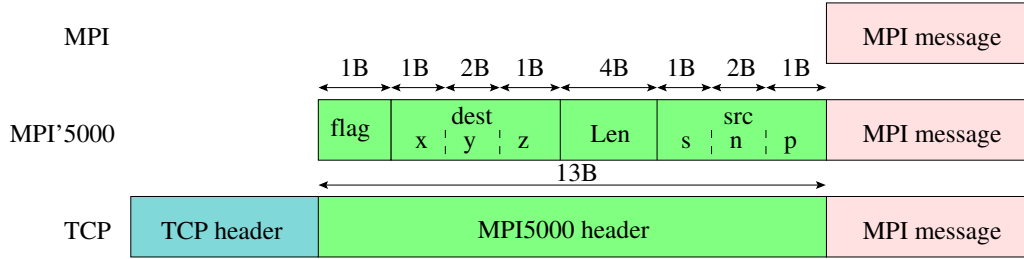 MPI MPI message
1B 1B 2B 1B 4B 1B 2B 1B
MPI'5000 flag dest x y z Len src s n p MPI message
13B
TCP TCP header MPI5000 header MPI message